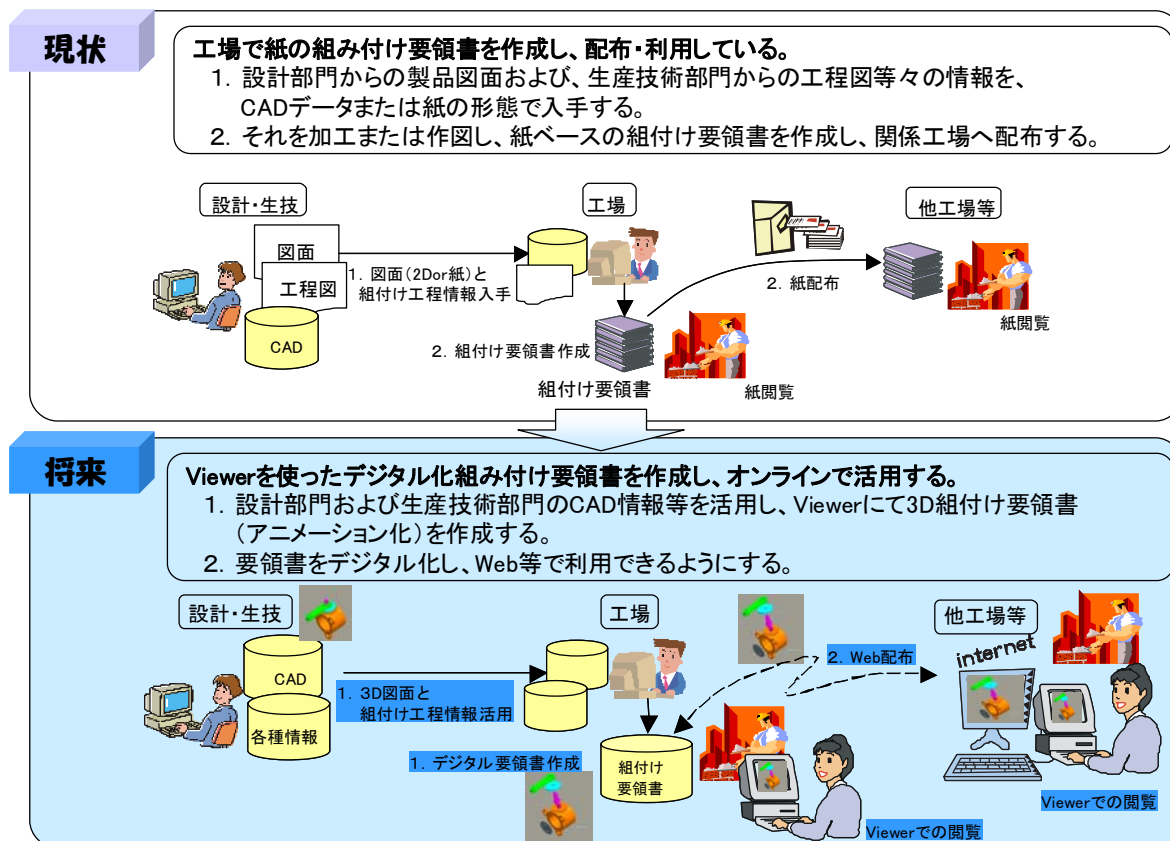 現状
工場で紙の組み付け要領書を作成し、配布・利用している。
1. 設計部門からの製品図面および、生産技術部門からの工程図等々の情報を、
CADデータまたは紙の形態で入手する。
2. それを加工または作図し、紙ベースの組付け要領書を作成し、関係工場へ配布する。
設計・生技
工場
他工場等
図面
工程図
CAD
1. 図面(2Dor紙)と
組付け工程情報入手
2. 紙配布
紙閲覧
2. 組付け要領書作成
組付け要領書
紙閲覧
将来
Viewerを使ったデジタル化組み付け要領書を作成し、オンラインで活用する。
1. 設計部門および生産技術部門のCAD情報等を活用し、Viewerにて3D組付け要領書
(アニメーション化)を作成する。
2. 要領書をデジタル化し、Web等で利用できるようにする。
設計・生技
工場
他工場等
CAD
各種情報
1. 3D図面と
組付け工程情報活用
2. Web配布
internet
1. デジタル要領書作成
組付け
要領書
Viewerでの閲覧
Viewerでの閲覧